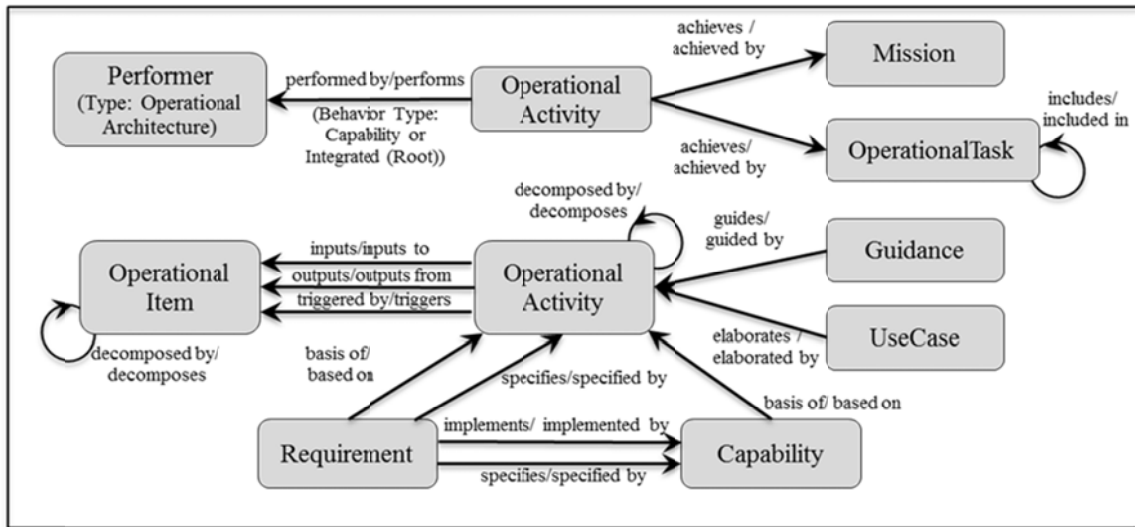 achieves /
achieved by
Mission
Performer
(Type: Operational
Architecture)
performed by/performs
(Behavior Type:
Capability or
Integrated (Root))
Operational
Activity
includes/
included in
OperationalTask
achieves/
achieved by
decomposed by/
decomposes
guides/
guided by
Guidance
Operational
Item
inputs/inputs to
outputs/outputs from
triggered by/triggers
Operational
Activity
UseCase
elaborates /
elaborated by
decomposed by/
decomposes
basis of/
based on
specifies/specified by
basis of/ based on
Requirement
implements/ implemented by
specifies/specified by
Capability